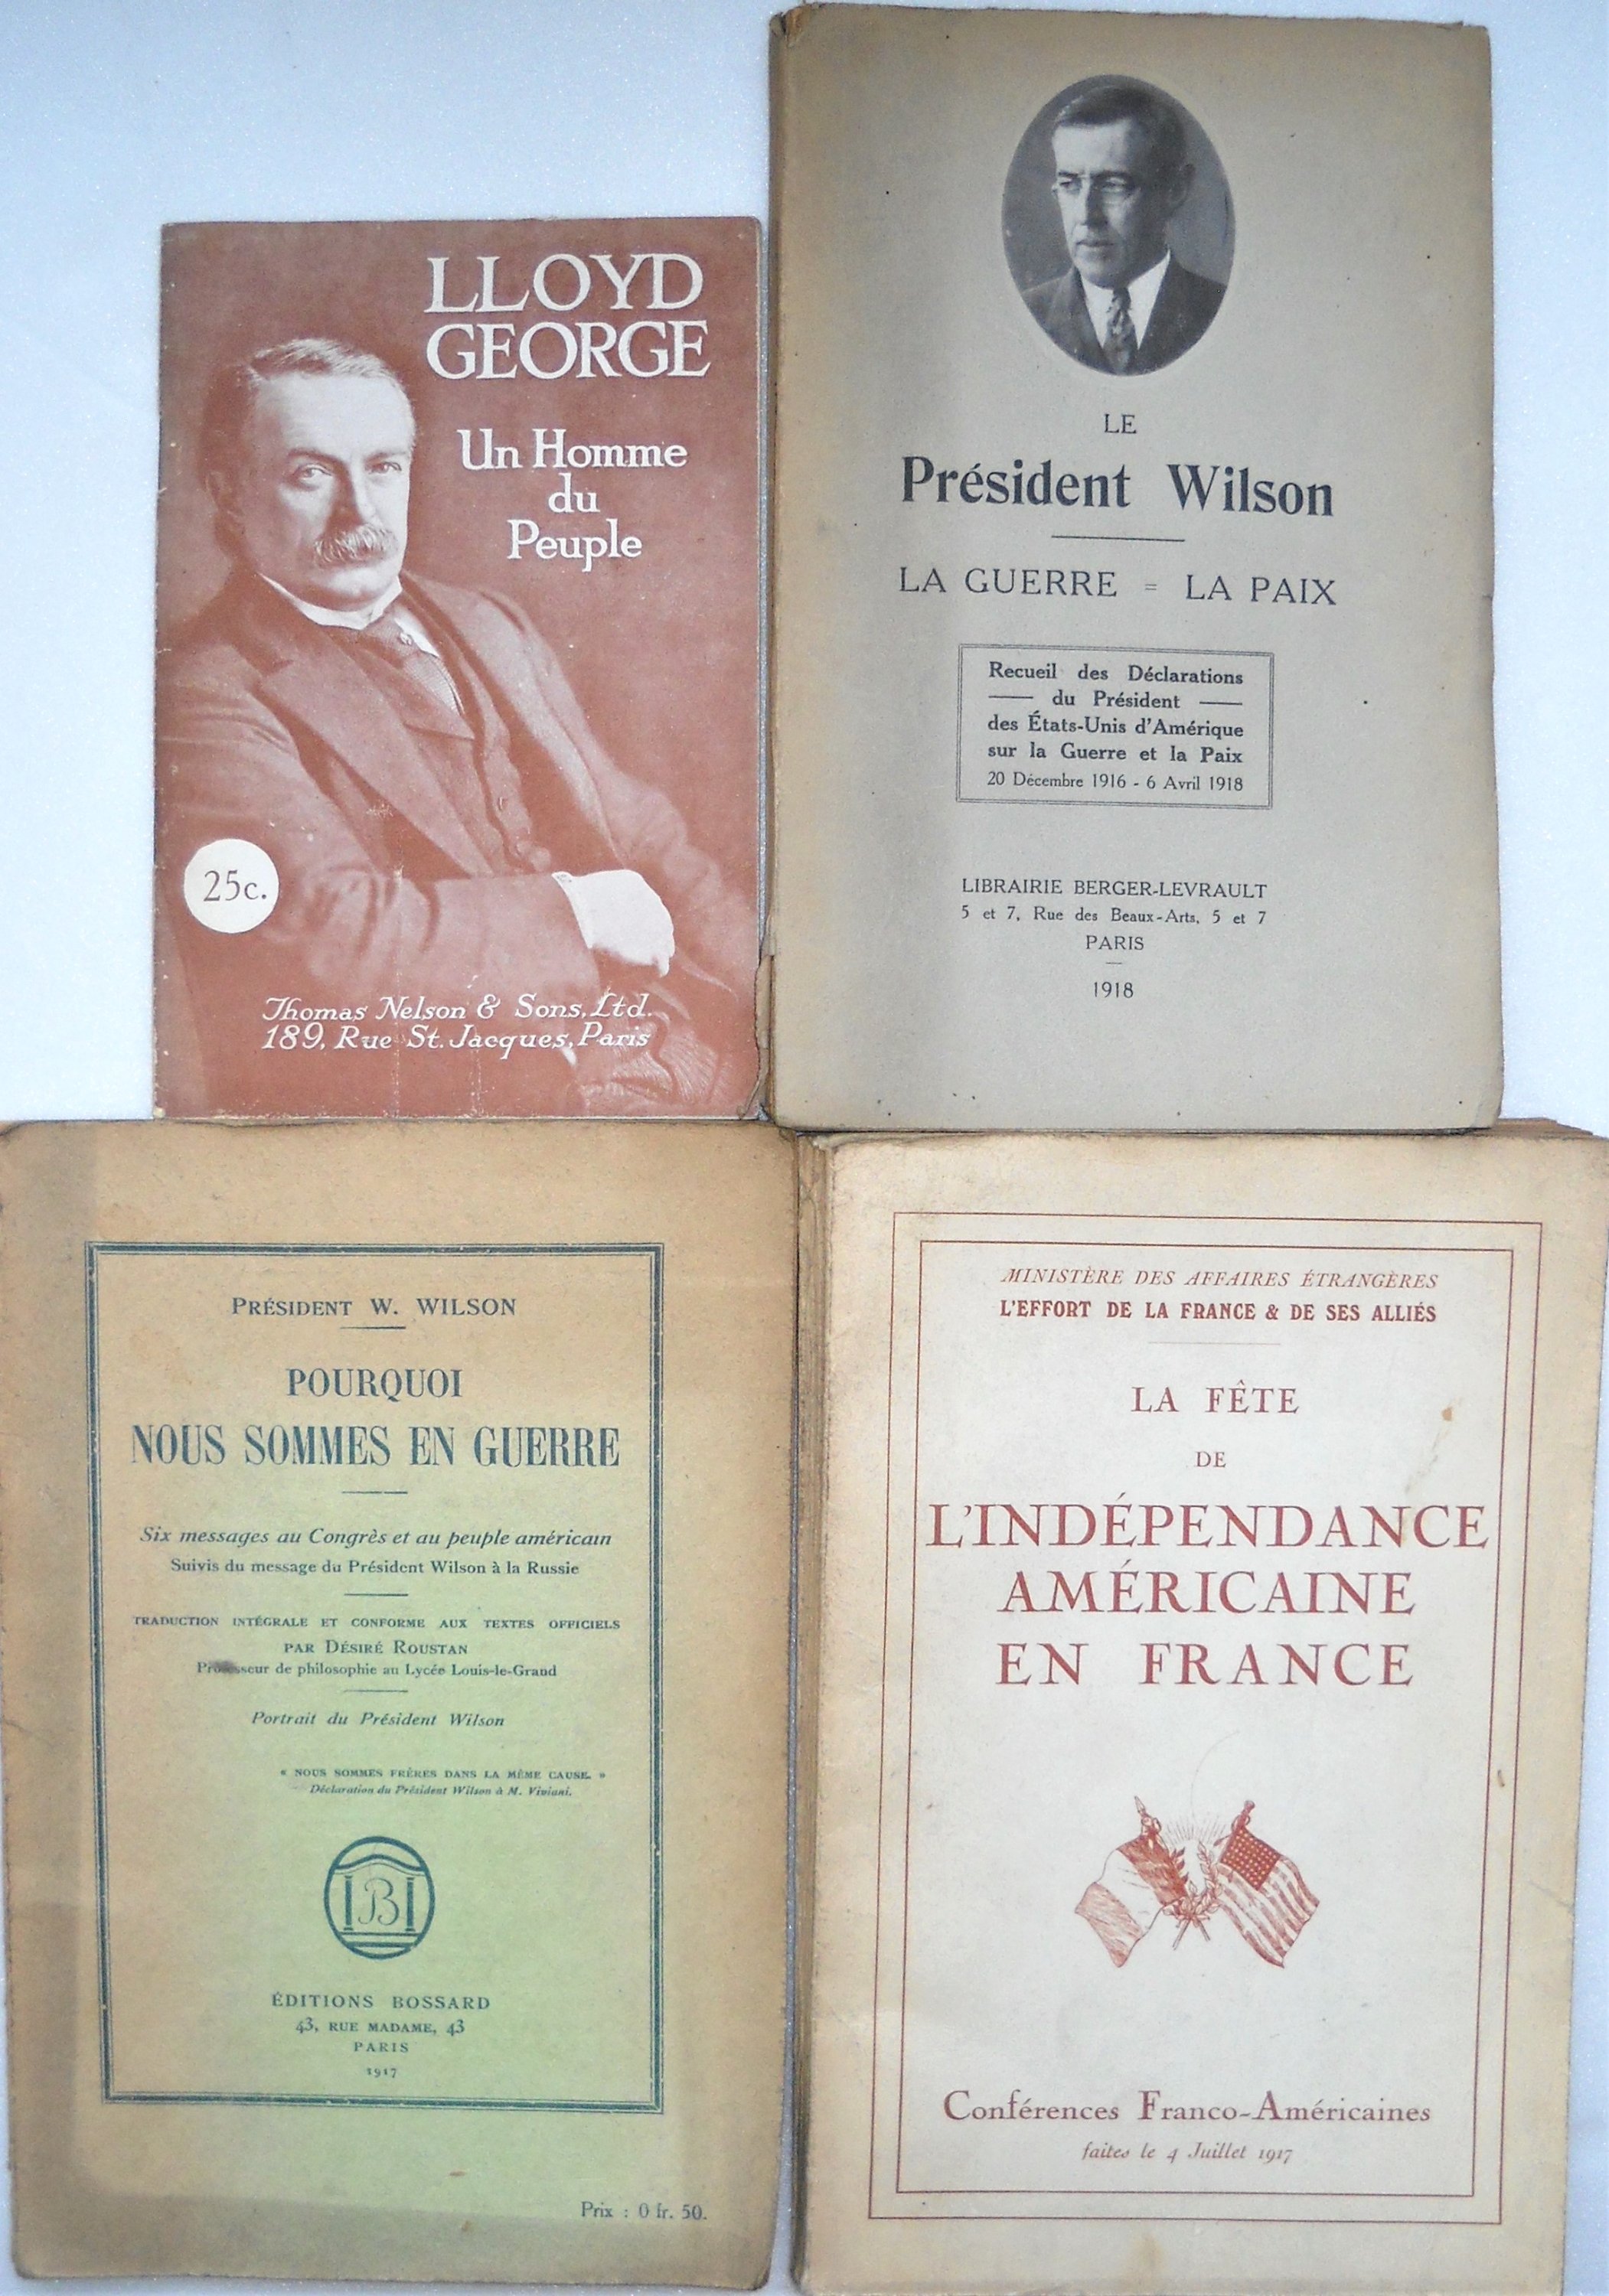 LLOYD
GEORGE
Un Homme
du
Peuple
25c.
Thomas Nelson & Sons, Ltd.
189, Rue St. Jacques, Paris
LE
Président Wilson
LA GUERRE = LA PAIX
Recueil des Déclarations
du Président
des États-Unis d'Amérique
sur la Guerre et la Paix
20 Décembre 1916 - 6 Avril 1918
LIBRAIRIE BERGER-LEVRAULT
5 et 7, Rue des Beaux-Arts, 5 et 7
PARIS
1918
PRÉSIDENT W. WILSON
POURQUOI
NOUS SOMMES EN GUERRE
Six messages au Congrès et au peuple américain
Suivis du message du Président Wilson à la Russie
TRADUCTION INTÉGRALE ET CONFORME AUX TEXTES OFFICIELS
PAR DÉSIRÉ ROUSTAN
Professeur de philosophie au Lycée Louis-le-Grand
Portrait du Président Wilson
« NOUS SOMMES FRÈRES DANS LA MÊME CAUSE. »
Déclaration du Président Wilson à M. Viviani.
B
ÉDITIONS BOSSARD
43, RUE MADAME, 43
PARIS
1917
Prix : 0 fr. 50.
MINISTÈRE DES AFFAIRES ÉTRANGÈRES
L'EFFORT DE LA FRANCE & DE SES ALLIÉS
LA FÊTE
DE
L'INDÉPENDANCE
AMÉRICAINE
EN FRANCE
Conférences Franco-Américaines
faites le 4 Juillet 1917